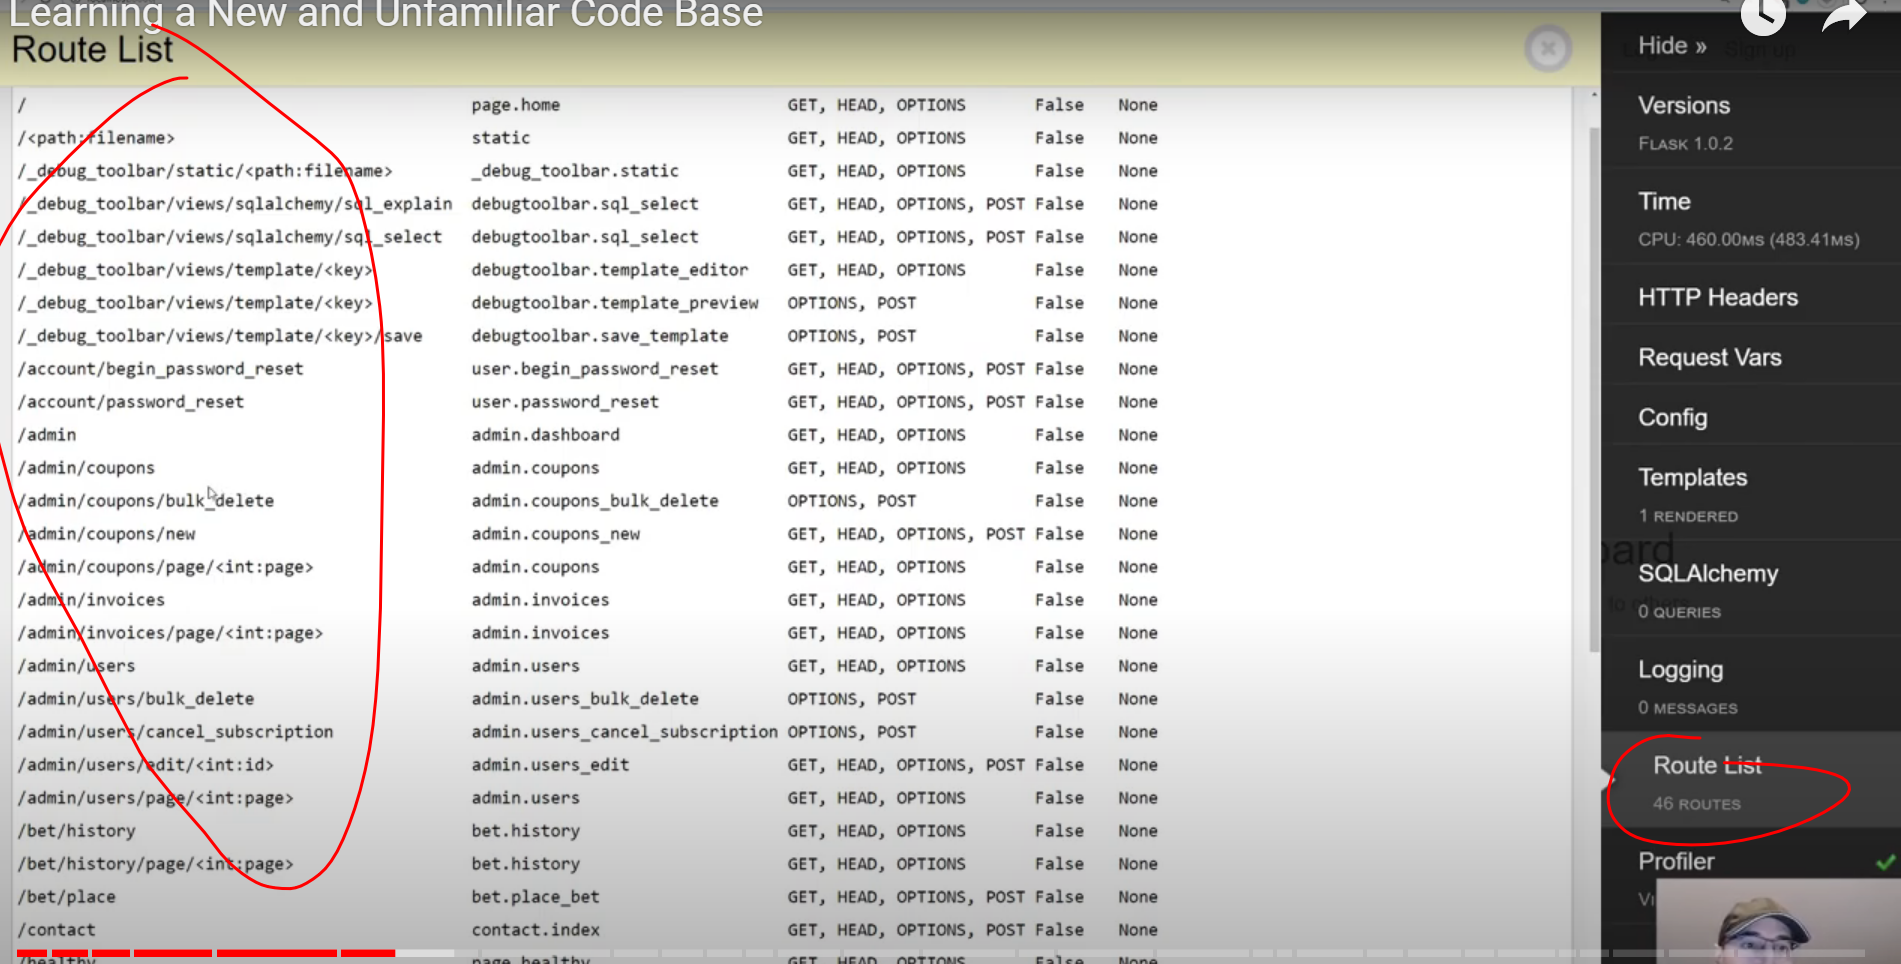 Learning a New and Unfamiliar Code Base
Route List
/ page.home GET, HEAD, OPTIONS False None
/<path:filename> static GET, HEAD, OPTIONS False None
/_debug_toolbar/static/<path:filename> _debug_toolbar.static GET, HEAD, OPTIONS False None
/_debug_toolbar/views/sqlalchemy/sql_explain debugtoolbar.sql_select GET, HEAD, OPTIONS, POST False None
/_debug_toolbar/views/sqlalchemy/sql_select debugtoolbar.sql_select GET, HEAD, OPTIONS, POST False None
/_debug_toolbar/views/template/<key> debugtoolbar.template_editor GET, HEAD, OPTIONS False None
/_debug_toolbar/views/template/<key> debugtoolbar.template_preview OPTIONS, POST False None
/_debug_toolbar/views/template/<key>/save debugtoolbar.save_template OPTIONS, POST False None
/account/begin_password_reset user.begin_password_reset GET, HEAD, OPTIONS, POST False None
/account/password_reset user.password_reset GET, HEAD, OPTIONS, POST False None
/admin admin.dashboard GET, HEAD, OPTIONS False None
/admin/coupons admin.coupons GET, HEAD, OPTIONS False None
/admin/coupons/bulk_delete admin.coupons_bulk_delete OPTIONS, POST False None
/admin/coupons/new admin.coupons_new GET, HEAD, OPTIONS, POST False None
/admin/coupons/page/<int:page> admin.coupons GET, HEAD, OPTIONS False None
/admin/invoices admin.invoices GET, HEAD, OPTIONS False None
/admin/invoices/page/<int:page> admin.invoices GET, HEAD, OPTIONS False None
/admin/users admin.users GET, HEAD, OPTIONS False None
/admin/users/bulk_delete admin.users_bulk_delete OPTIONS, POST False None
/admin/users/cancel_subscription admin.users_cancel_subscription OPTIONS, POST False None
/admin/users/edit/<int:id> admin.users_edit GET, HEAD, OPTIONS, POST False None
/admin/users/page/<int:page> admin.users GET, HEAD, OPTIONS False None
/bet/history bet.history GET, HEAD, OPTIONS False None
/bet/history/page/<int:page> bet.history GET, HEAD, OPTIONS False None
/bet/place bet.place_bet GET, HEAD, OPTIONS, POST False None
/contact contact.index GET, HEAD, OPTIONS, POST False None
/healthy page.healthy GET, HEAD, OPTIONS False None
Hide »
Sign up
Versions
FLASK 1.0.2
Time
CPU: 460.00MS (483.41MS)
HTTP Headers
Request Vars
Config
Templates
1 RENDERED
SQLAlchemy
0 QUERIES
Logging
0 MESSAGES
Route List
46 ROUTES
Profiler